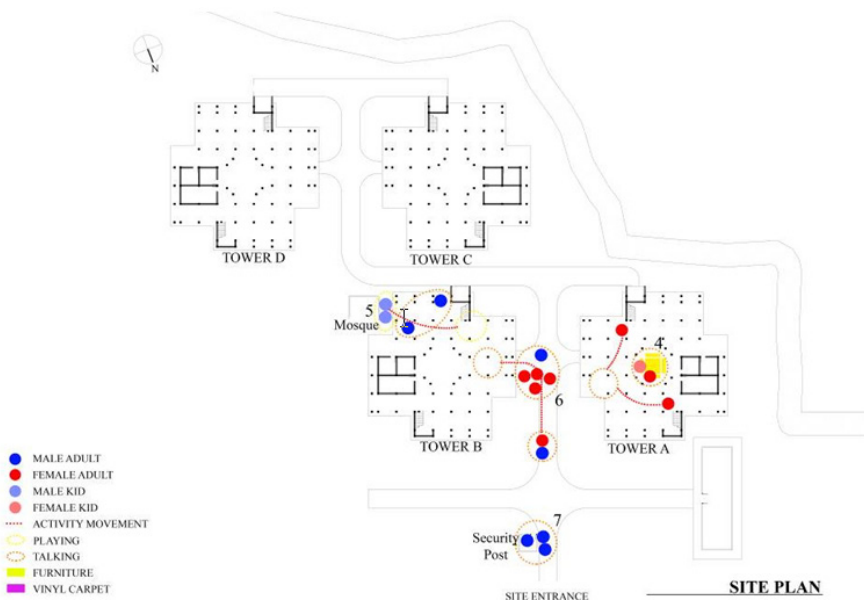 N
TOWER D
TOWER C
5
Mosque
4
6
TOWER B
TOWER A
MALE ADULT
FEMALE ADULT
MALE KID
FEMALE KID
ACTIVITY MOVEMENT
PLAYING
TALKING
FURNITURE
VINYL CARPET
7
Security
Post
SITE ENTRANCE
SITE PLAN